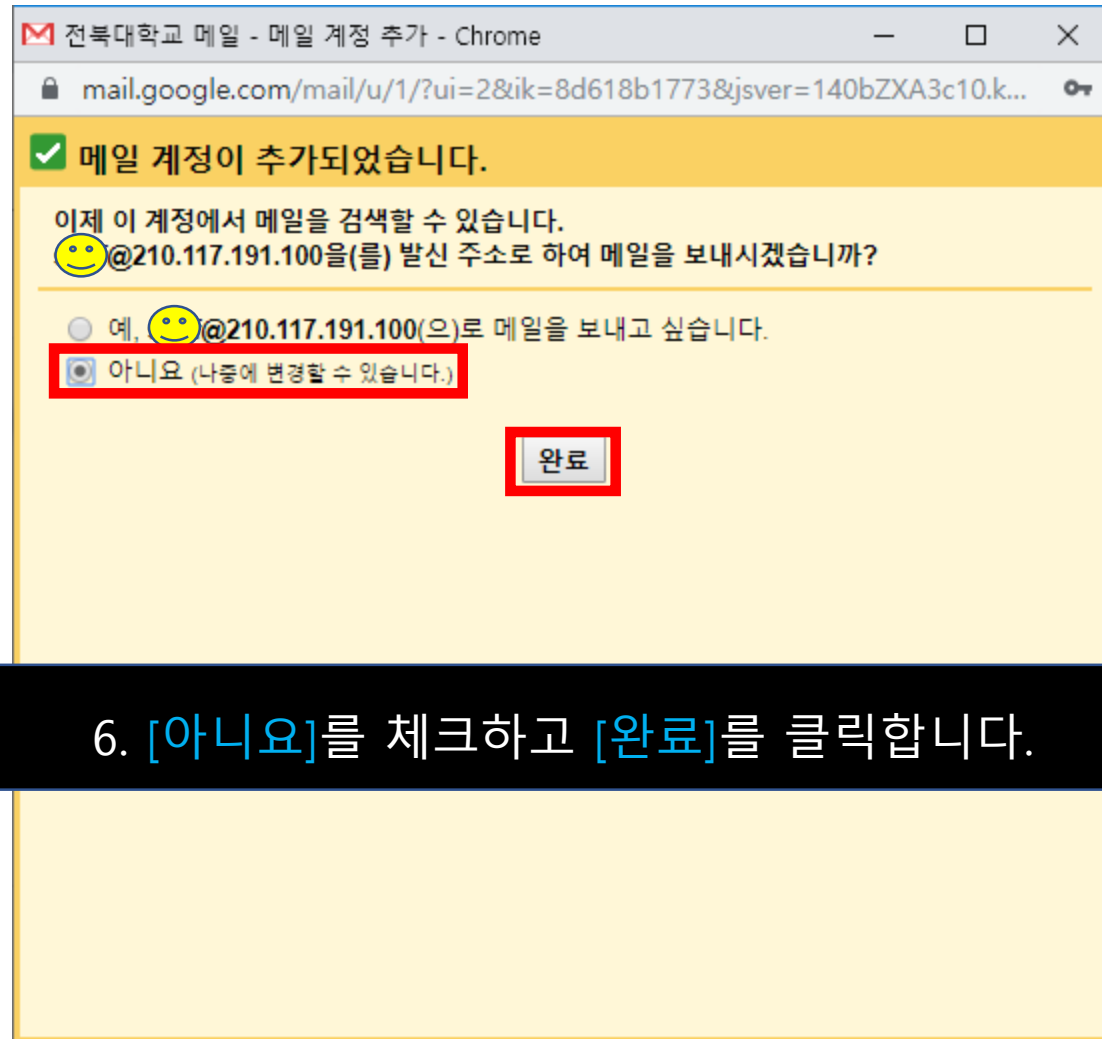 전북대학교 메일 - 메일 계정 추가 - Chrome
mail.google.com/mail/u/1/?ui=2&ik=8d618b1773&jsver=140bZXA3c10.k...
메일 계정이 추가되었습니다.
이제 이 계정에서 메일을 검색할 수 있습니다.
@210.117.191.100을(를) 발신 주소로 하여 메일을 보내시겠습니까?
예, @210.117.191.100(으)로 메일을 보내고 싶습니다.
아니요 (나중에 변경할 수 있습니다.)
완료
6. [아니요]를 체크하고 [완료]를 클릭합니다.